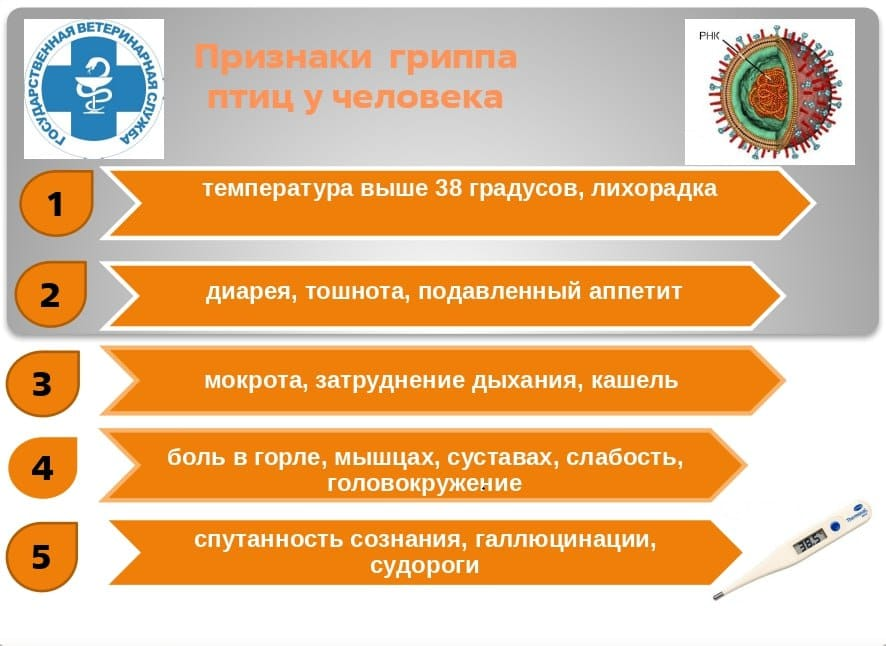 ГОСУДАРСТВЕННАЯ ВЕТЕРИНАРНАЯ СЛУЖБА
Признаки гриппа
птиц у человека
РНК
1
температура выше 38 градусов, лихорадка
2
диарея, тошнота, подавленный аппетит
3
мокрота, затруднение дыхания, кашель
4
боль в горле, мышцах, суставах, слабость,
головокружение
5
спутанность сознания, галлюцинации,
судороги
38.5